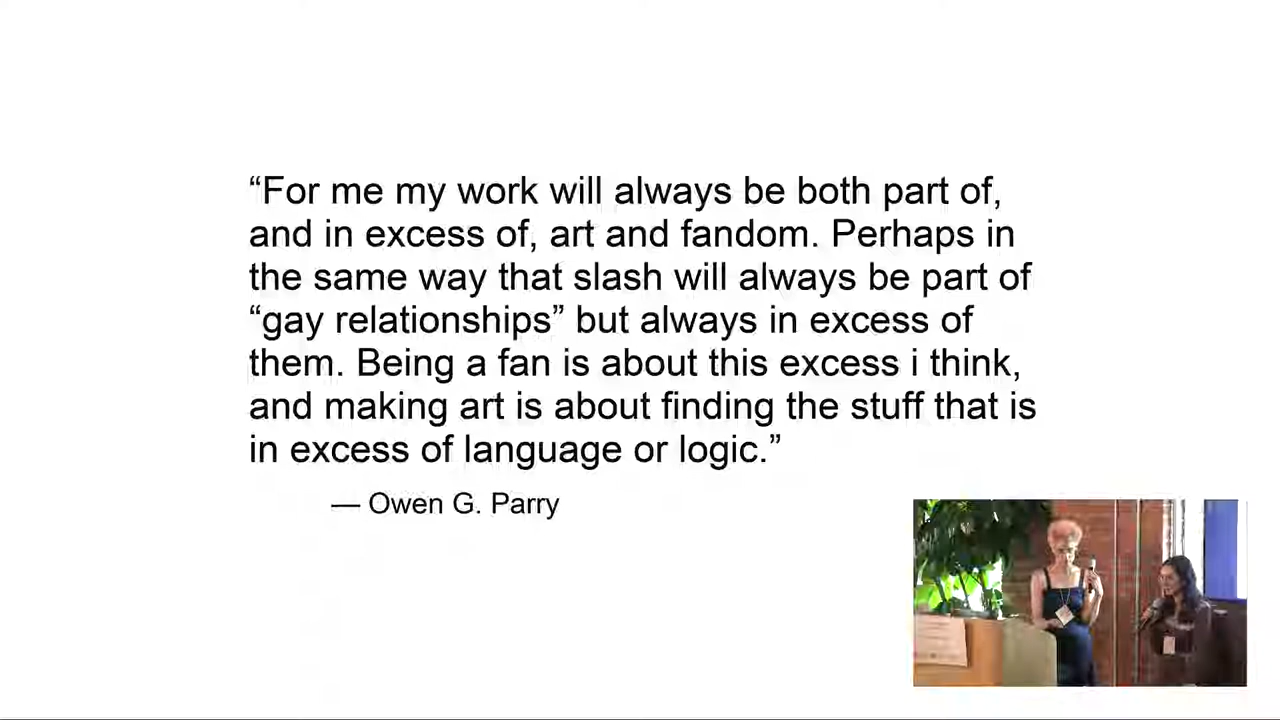 “For me my work will always be both part of,
and in excess of, art and fandom. Perhaps in
the same way that slash will always be part of
“gay relationships” but always in excess of
them. Being a fan is about this excess i think,
and making art is about finding the stuff that is
in excess of language or logic.”
— Owen G. Parry